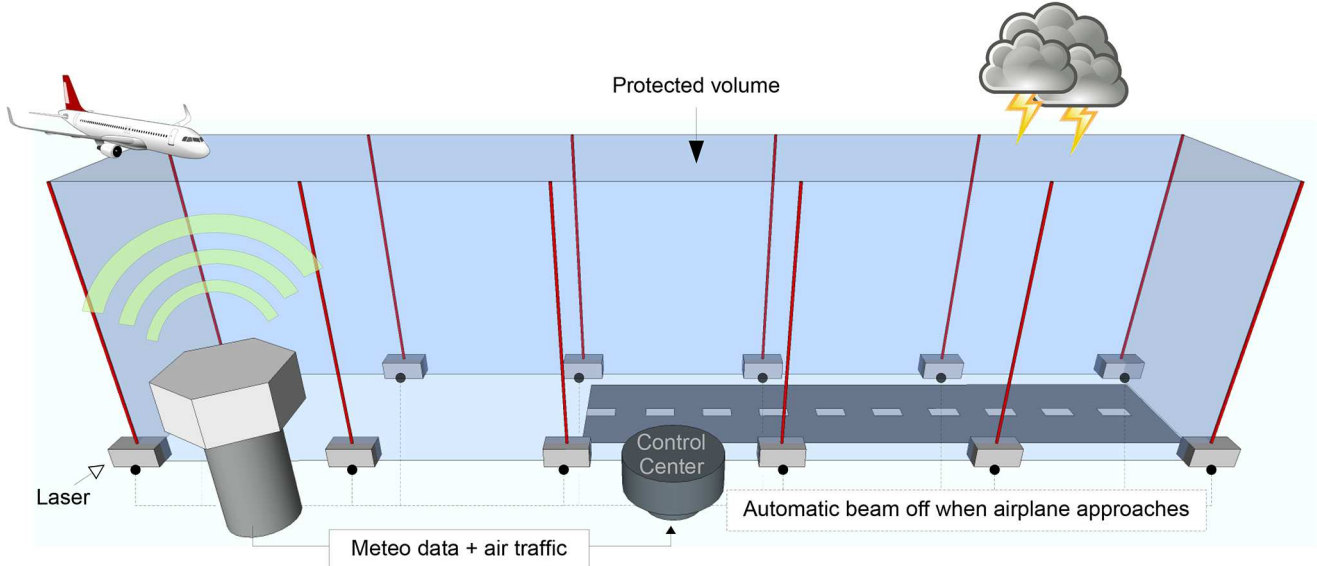 Protected volume
Control
Center
Laser
Automatic beam off when airplane approaches
Meteo data + air traffic